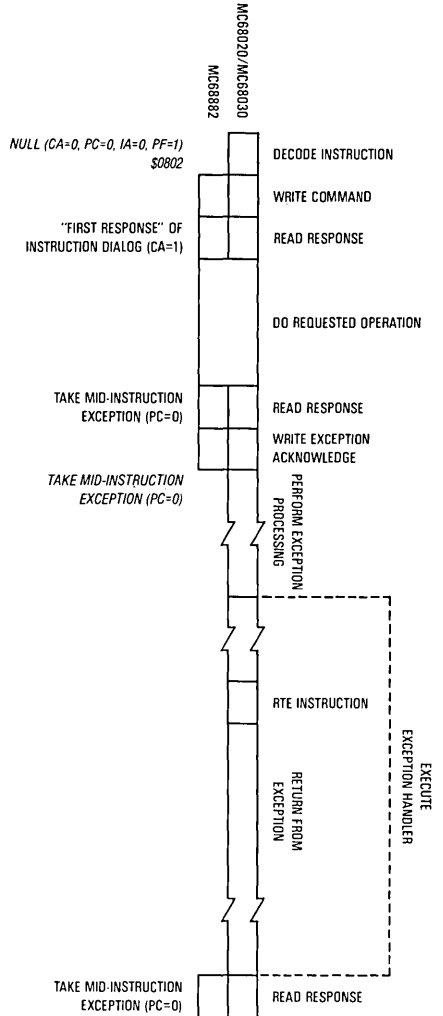 MC68020/MC68030
MC68882
NULL (CA=0, PC=0, IA=0, PF=1)
$0802
DECODE INSTRUCTION
WRITE COMMAND
"FIRST RESPONSE" OF
INSTRUCTION DIALOG (CA=1)
READ RESPONSE
DO REQUESTED OPERATION
TAKE MID-INSTRUCTION
EXCEPTION (PC=0)
READ RESPONSE
WRITE EXCEPTION
ACKNOWLEDGE
TAKE MID-INSTRUCTION
EXCEPTION (PC=0)
PERFORM EXCEPTION
PROCESSING
RTE INSTRUCTION
EXECUTE
EXCEPTION HANDLER
RETURN FROM
EXCEPTION
TAKE MID-INSTRUCTION
EXCEPTION (PC=0)
READ RESPONSE